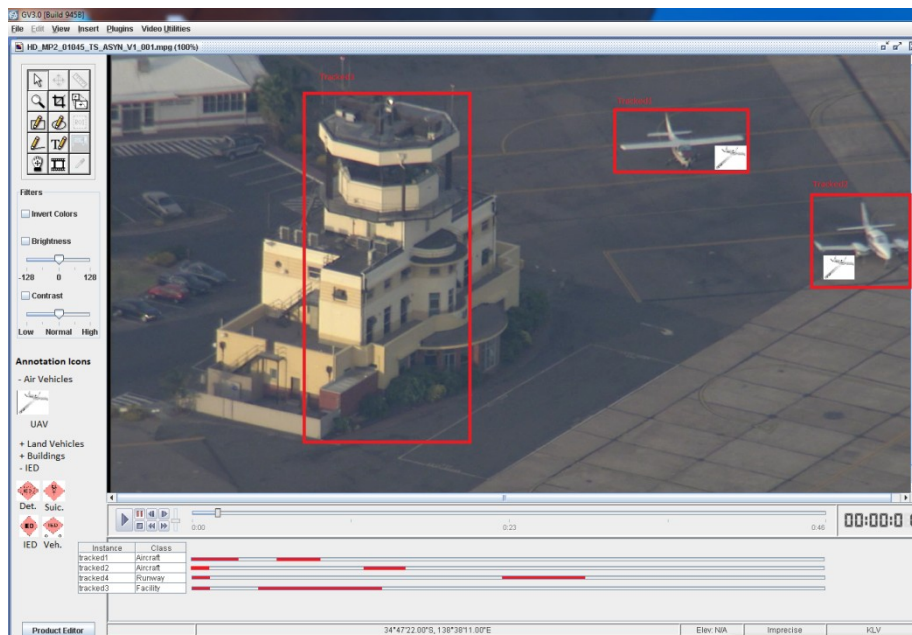 GV3.0 [Build 9458]
File Edit View Insert Plugins Video Utilities
HD_MP2_01045_TS_ASYN_V1_001.mpg (100%)
Tracked3
Tracked1
Tracked2
Filters
Invert Colors
Brightness
-128 0 128
Contrast
Low Normal High
Annotation Icons
- Air Vehicles
UAV
+ Land Vehicles
+ Buildings
- IED
Det. Suic.
IED Veh.
0:00 0:23 0:46
Instance Class
tracked1 Aircraft
tracked2 Aircraft
tracked4 Runway
tracked3 Facility
Product Editor
34°47'22.00"S, 138°38'11.00"E
Elev: N/A
Imprecise
KLV